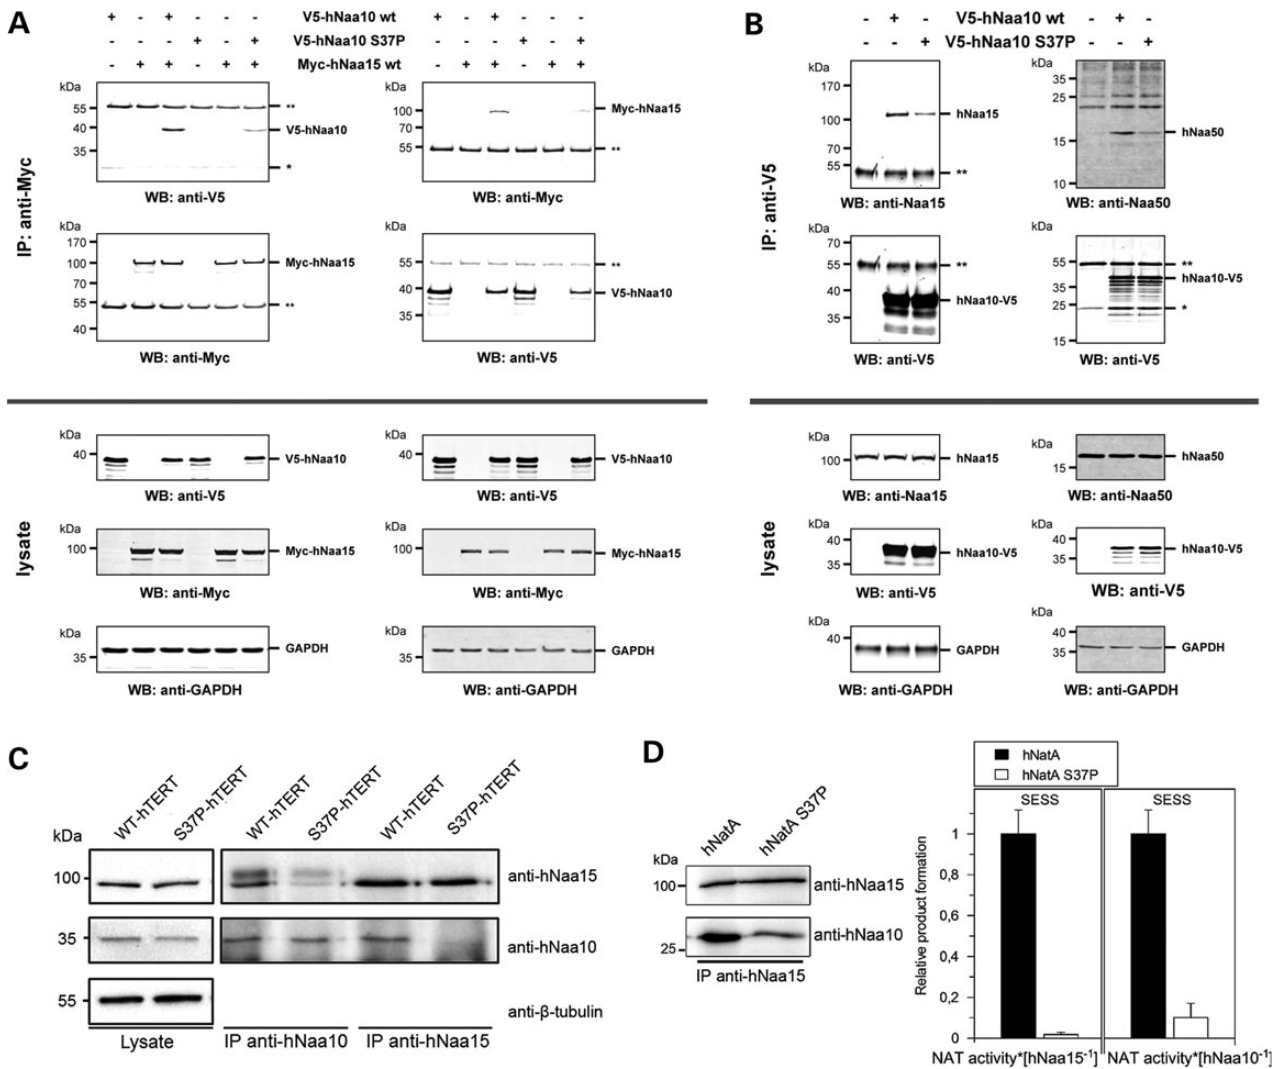 A
+ - + - - - V5-hNaa10 wt + - + - - -
- - - + - + V5-hNaa10 S37P - - - + - +
- + + - + + Myc-hNaa15 wt - + + - + +
IP: anti-Myc
kDa
55
40
35
**
V5-hNaa10
*
WB: anti-V5
kDa
100
70
55
Myc-hNaa15
**
WB: anti-Myc
kDa
170
100
70
55
40
Myc-hNaa15
**
WB: anti-Myc
kDa
55
40
35
**
V5-hNaa10
WB: anti-V5
lysate
kDa
40
V5-hNaa10
WB: anti-V5
kDa
40
V5-hNaa10
WB: anti-V5
kDa
100
Myc-hNaa15
WB: anti-Myc
kDa
100
Myc-hNaa15
WB: anti-Myc
kDa
35
GAPDH
WB: anti-GAPDH
kDa
35
GAPDH
WB: anti-GAPDH
B
- + - V5-hNaa10 wt - + -
- - + V5-hNaa10 S37P - - +
IP: anti-V5
kDa
170
100
70
55
hNaa15
**
WB: anti-Naa15
kDa
35
25
15
10
hNaa50
WB: anti-Naa50
kDa
70
55
40
35
**
hNaa10-V5
WB: anti-V5
kDa
55
35
25
15
**
hNaa10-V5
*
WB: anti-V5
lysate
kDa
100
hNaa15
WB: anti-Naa15
kDa
15
hNaa50
WB: anti-Naa50
kDa
40
35
hNaa10-V5
WB: anti-V5
kDa
40
35
hNaa10-V5
WB: anti-V5
kDa
40
GAPDH
WB: anti-GAPDH
kDa
40
35
GAPDH
WB: anti-GAPDH
C
WT-hTERT
S37P-hTERT
WT-hTERT
S37P-hTERT
WT-hTERT
S37P-hTERT
kDa
100
anti-hNaa15
35
anti-hNaa10
55
anti-β-tubulin
Lysate
IP anti-hNaa10
IP anti-hNaa15
D
hNatA
hNatA S37P
kDa
100
anti-hNaa15
anti-hNaa10
25
IP anti-hNaa15
hNatA
hNatA S37P
SESS
SESS
Relative product formation
1
0,8
0,6
0,4
0,2
0
NAT activity*[hNaa15⁻¹]
NAT activity*[hNaa10⁻¹]